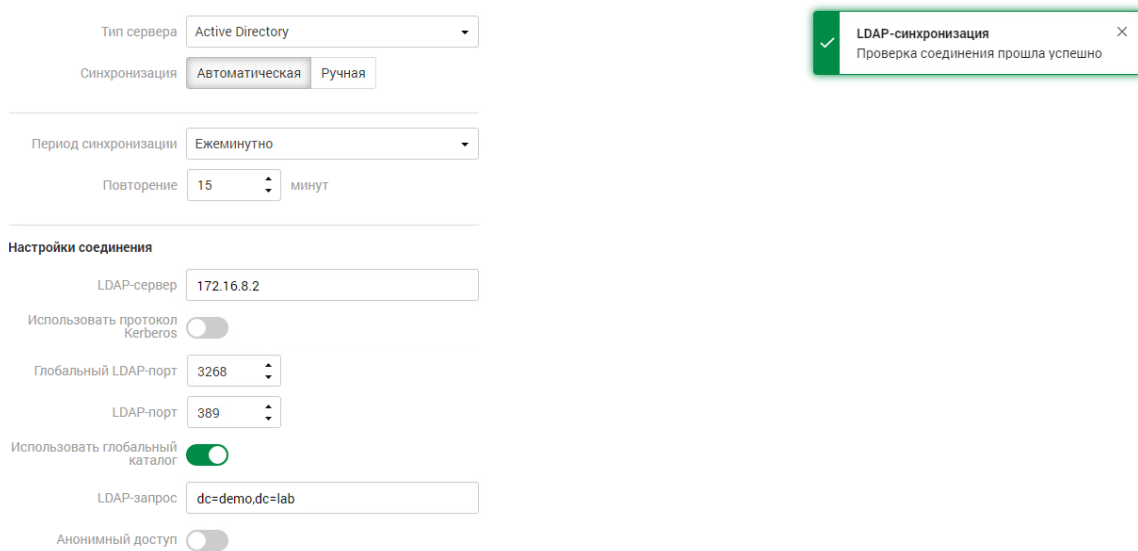 Тип сервера Active Directory
Синхронизация Автоматическая Ручная
LDAP-синхронизация
Проверка соединения прошла успешно
Период синхронизации Ежеминутно
Повторение 15 минут
Настройки соединения
LDAP-сервер 172.16.8.2
Использовать протокол
Kerberos
Глобальный LDAP-порт 3268
LDAP-порт 389
Использовать глобальный
каталог
LDAP-запрос dc=demo,dc=lab
Анонимный доступ